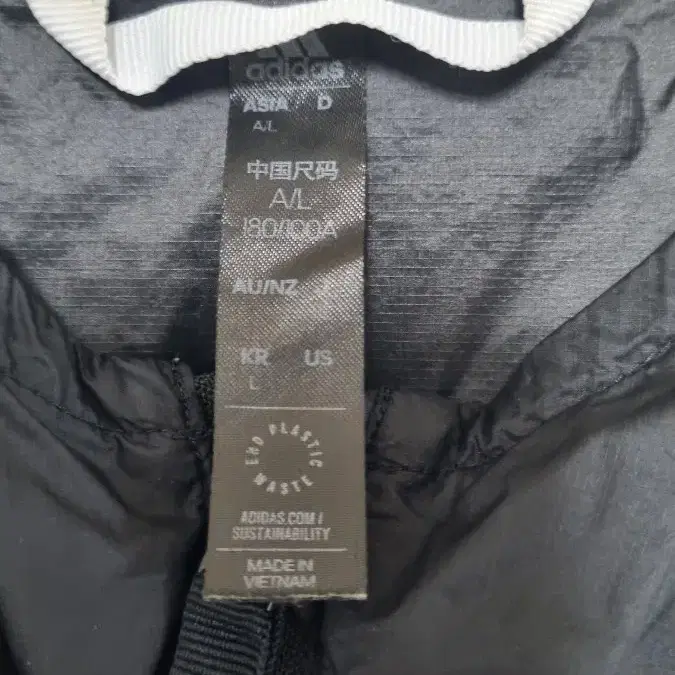 adidas
ASIA D
A/L
中国尺码
A/L
180/100A
AU/NZ
KR US
L
END PLASTIC WASTE
ADIDAS.COM/
SUSTAINABILITY
MADE IN
VIETNAM